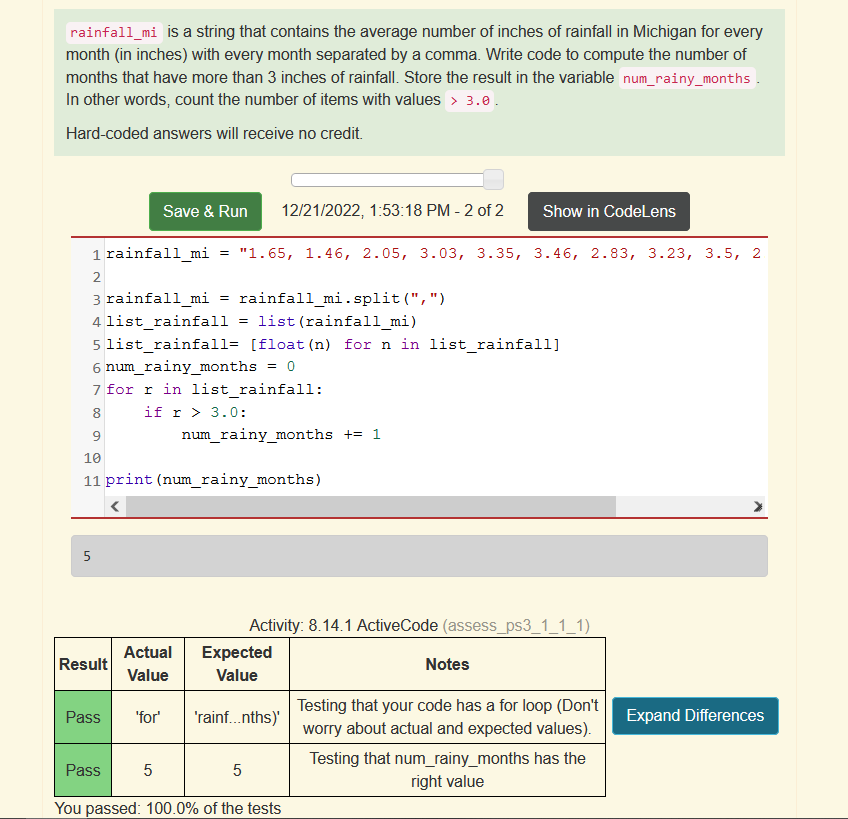 rainfall_mi is a string that contains the average number of inches of rainfall in Michigan for every
month (in inches) with every month separated by a comma. Write code to compute the number of
months that have more than 3 inches of rainfall. Store the result in the variable num_rainy_months .
In other words, count the number of items with values > 3.0 .
Hard-coded answers will receive no credit.
Save & Run 12/21/2022, 1:53:18 PM - 2 of 2 Show in CodeLens
1 rainfall_mi = "1.65, 1.46, 2.05, 3.03, 3.35, 3.46, 2.83, 3.23, 3.5, 2
2
3 rainfall_mi = rainfall_mi.split(",")
4 list_rainfall = list(rainfall_mi)
5 list_rainfall= [float(n) for n in list_rainfall]
6 num_rainy_months = 0
7 for r in list_rainfall:
8     if r > 3.0:
9         num_rainy_months += 1
10
11 print(num_rainy_months)
5
Activity: 8.14.1 ActiveCode (assess_ps3_1_1_1)
Result Actual Value Expected Value Notes
Pass 'for' 'rainf...nths)' Testing that your code has a for loop (Don't
worry about actual and expected values).
Expand Differences
Pass 5 5 Testing that num_rainy_months has the
right value
You passed: 100.0% of the tests